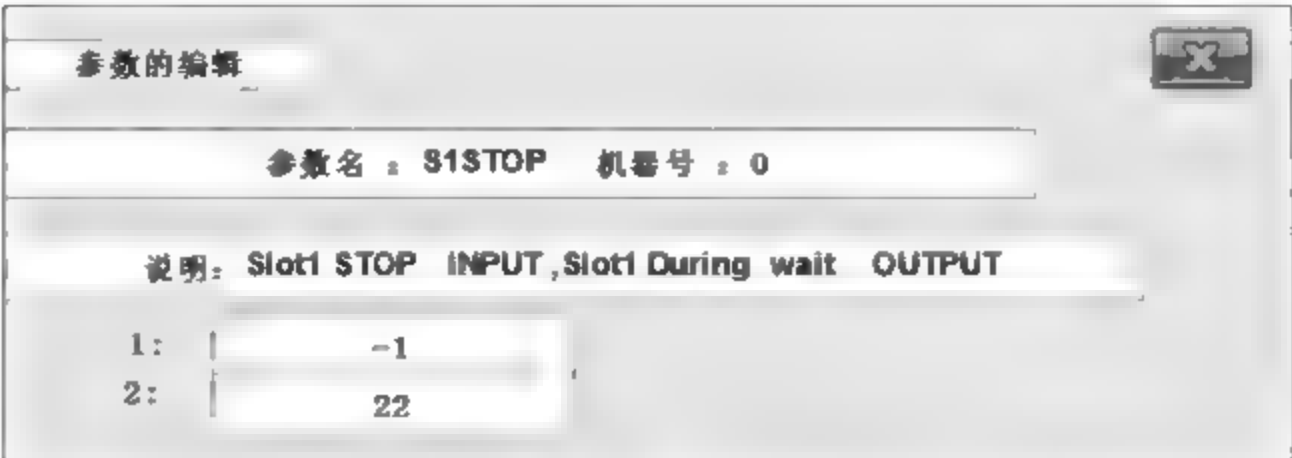 参数的编辑
X
参数名：S1STOP 机器号：0
说明：Slot1 STOP INPUT,Slot1 During wait OUTPUT
1： -1
2： 22